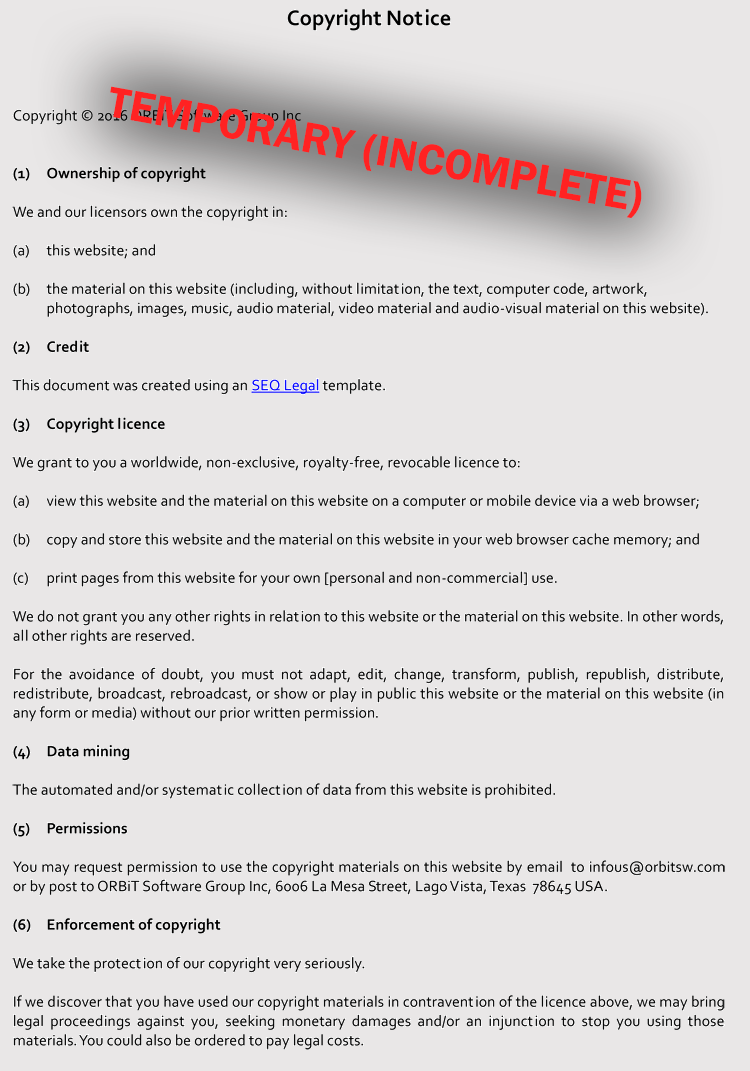 Copyright Notice
Copyright © 2016 ORBiT Software Group Inc
TEMPORARY (INCOMPLETE)
(1) Ownership of copyright
We and our licensors own the copyright in:
(a) this website; and
(b) the material on this website (including, without limitation, the text, computer code, artwork,
photographs, images, music, audio material, video material and audio-visual material on this website).
(2) Credit
This document was created using an SEQ Legal template.
(3) Copyright licence
We grant to you a worldwide, non-exclusive, royalty-free, revocable licence to:
(a) view this website and the material on this website on a computer or mobile device via a web browser;
(b) copy and store this website and the material on this website in your web browser cache memory; and
(c) print pages from this website for your own [personal and non-commercial] use.
We do not grant you any other rights in relation to this website or the material on this website. In other words,
all other rights are reserved.
For the avoidance of doubt, you must not adapt, edit, change, transform, publish, republish, distribute,
redistribute, broadcast, rebroadcast, or show or play in public this website or the material on this website (in
any form or media) without our prior written permission.
(4) Data mining
The automated and/or systematic collection of data from this website is prohibited.
(5) Permissions
You may request permission to use the copyright materials on this website by email to infous@orbitsw.com
or by post to ORBiT Software Group Inc, 6006 La Mesa Street, Lago Vista, Texas 78645 USA.
(6) Enforcement of copyright
We take the protection of our copyright very seriously.
If we discover that you have used our copyright materials in contravention of the licence above, we may bring
legal proceedings against you, seeking monetary damages and/or an injunction to stop you using those
materials. You could also be ordered to pay legal costs.